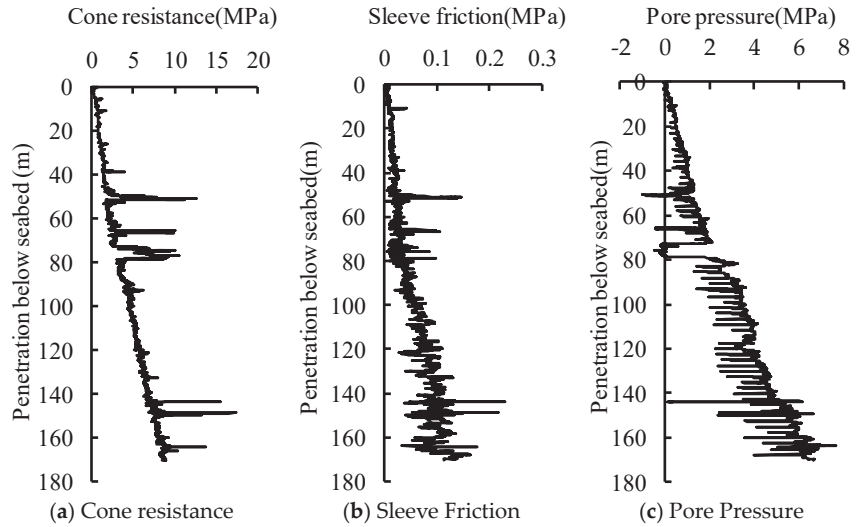 Cone resistance(MPa)
0 5 10 15 20
0
20
40
60
80
100
120
140
160
180
Penetration below seabed (m)
(a) Cone resistance
Sleeve friction(MPa)
0 0.1 0.2 0.3
0
20
40
60
80
100
120
140
160
180
Penetration below seabed(m)
(b) Sleeve Friction
Pore pressure(MPa)
-2 0 2 4 6 8
0
20
40
60
80
100
120
140
160
180
Penetration below seabed(m)
(c) Pore Pressure